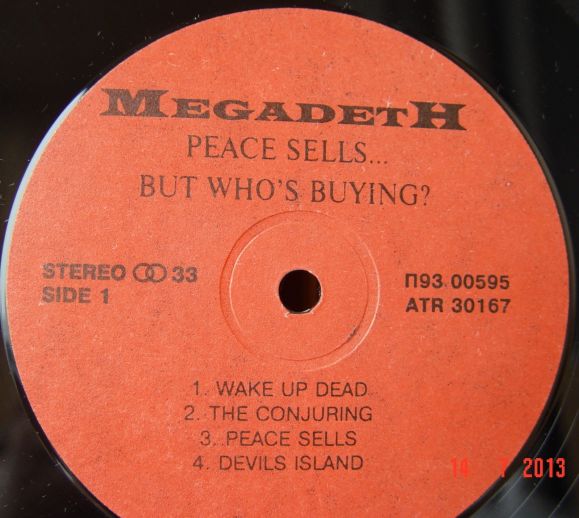 MEGADETH
PEACE SELLS...
BUT WHO'S BUYING?
STEREO 33
SIDE 1
П93 00595
ATR 30167
1. WAKE UP DEAD
2. THE CONJURING
3. PEACE SELLS
4. DEVILS ISLAND
14 7 2013